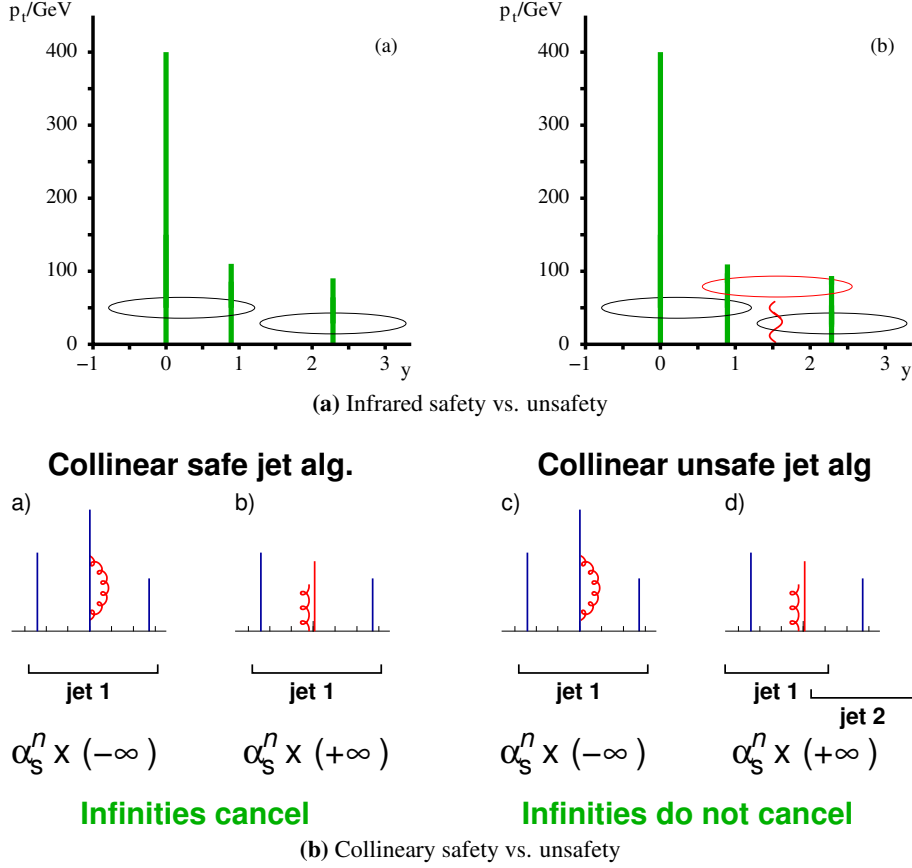 p_t/GeV
(a)
400
300
200
100
0
−1 0 1 2 3 y
p_t/GeV
(b)
400
300
200
100
0
−1 0 1 2 3 y
(a) Infrared safety vs. unsafety
Collinear safe jet alg.
Collinear unsafe jet alg
a)
b)
c)
d)
jet 1
jet 1
jet 1
jet 1
jet 2
α_s^n x (−∞)
α_s^n x (+∞)
α_s^n x (−∞)
α_s^n x (+∞)
Infinities cancel
Infinities do not cancel
(b) Collineary safety vs. unsafety